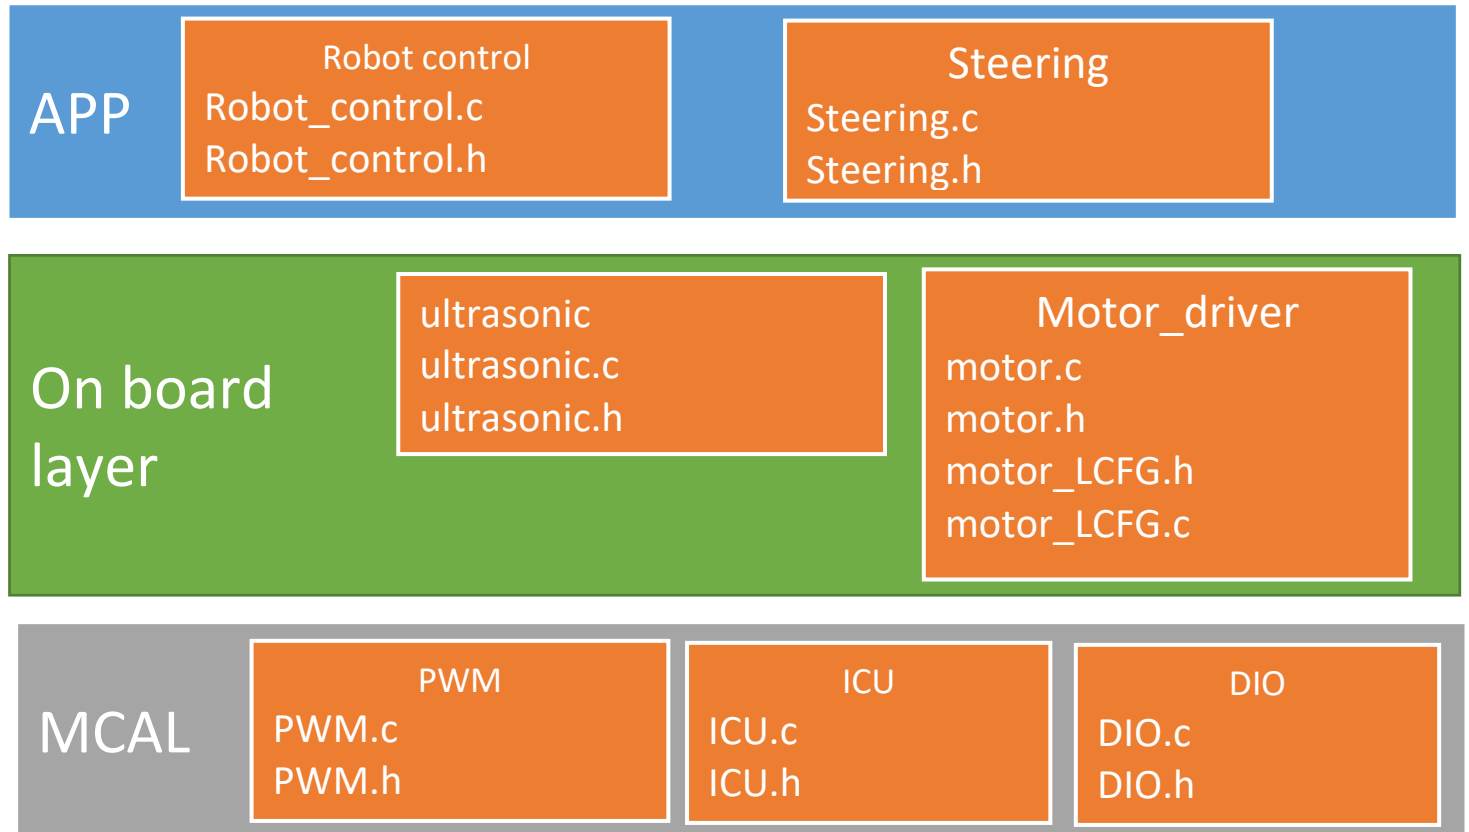 APP
Robot control
Robot_control.c
Robot_control.h
Steering
Steering.c
Steering.h
On board
layer
ultrasonic
ultrasonic.c
ultrasonic.h
Motor_driver
motor.c
motor.h
motor_LCFG.h
motor_LCFG.c
MCAL
PWM
PWM.c
PWM.h
ICU
ICU.c
ICU.h
DIO
DIO.c
DIO.h